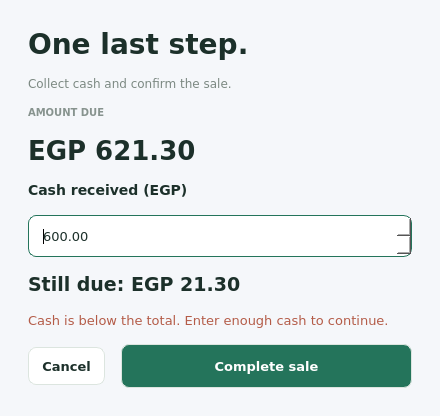 One last step.
Collect cash and confirm the sale.
AMOUNT DUE
EGP 621.30
Cash received (EGP)
600.00
Still due: EGP 21.30
Cash is below the total. Enter enough cash to continue.
Cancel
Complete sale